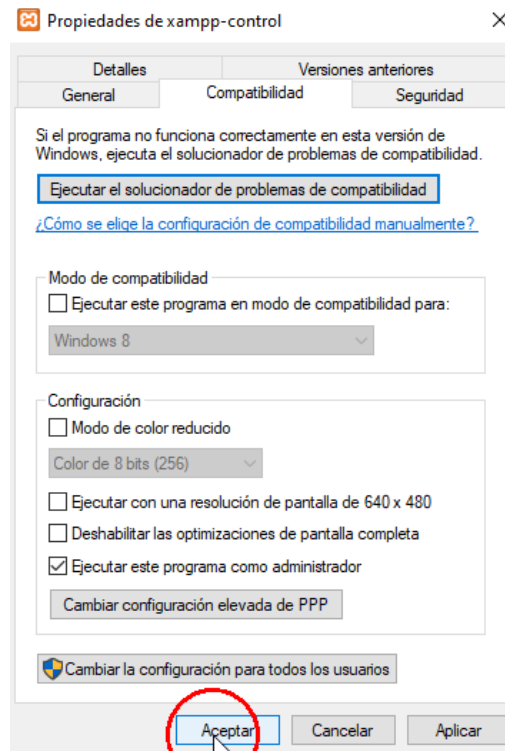 Propiedades de xampp-control
Detalles
Versiones anteriores
General
Compatibilidad
Seguridad
Si el programa no funciona correctamente en esta versión de
Windows, ejecuta el solucionador de problemas de compatibilidad.
Ejecutar el solucionador de problemas de compatibilidad
¿Cómo se elige la configuración de compatibilidad manualmente?
Modo de compatibilidad
Ejecutar este programa en modo de compatibilidad para:
Windows 8
Configuración
Modo de color reducido
Color de 8 bits (256)
Ejecutar con una resolución de pantalla de 640 x 480
Deshabilitar las optimizaciones de pantalla completa
Ejecutar este programa como administrador
Cambiar configuración elevada de PPP
Cambiar la configuración para todos los usuarios
Aceptar
Cancelar
Aplicar